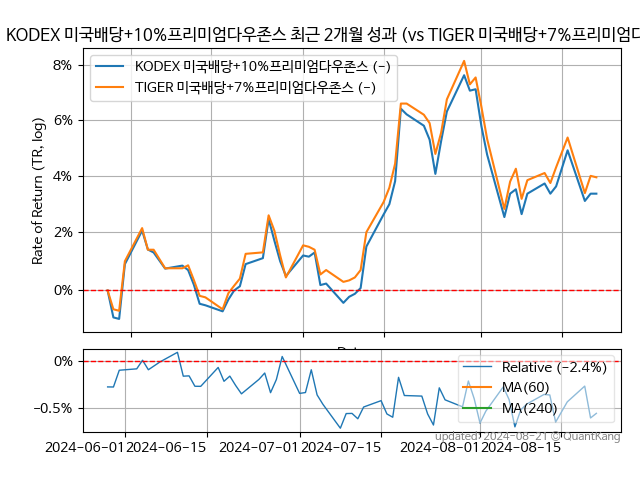 KODEX 미국배당+10%프리미엄다우존스 최근 2개월 성과 (vs TIGER 미국배당+7%프리미엄다
KODEX 미국배당+10%프리미엄다우존스 (−)
TIGER 미국배당+7%프리미엄다우존스 (−)
Rate of Return (TR, log)
8%
6%
4%
2%
0%
0%
−0.5%
Relative (−2.4%)
MA(60)
MA(240)
updated: 2024-08-21 © QuantKang
2024-06-01
2024-06-15
2024-07-01
2024-07-15
2024-08-01
2024-08-15